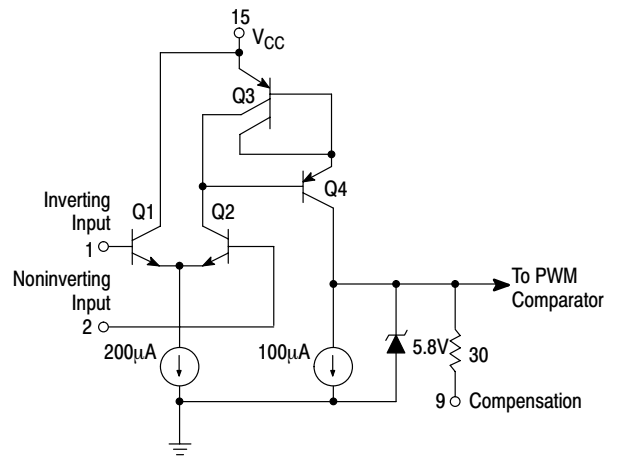 15
VCC
Q3
Q4
Inverting
Input
Q1
Q2
1
Noninverting
Input
2
To PWM
Comparator
200μA
100μA
5.8V
30
9
Compensation